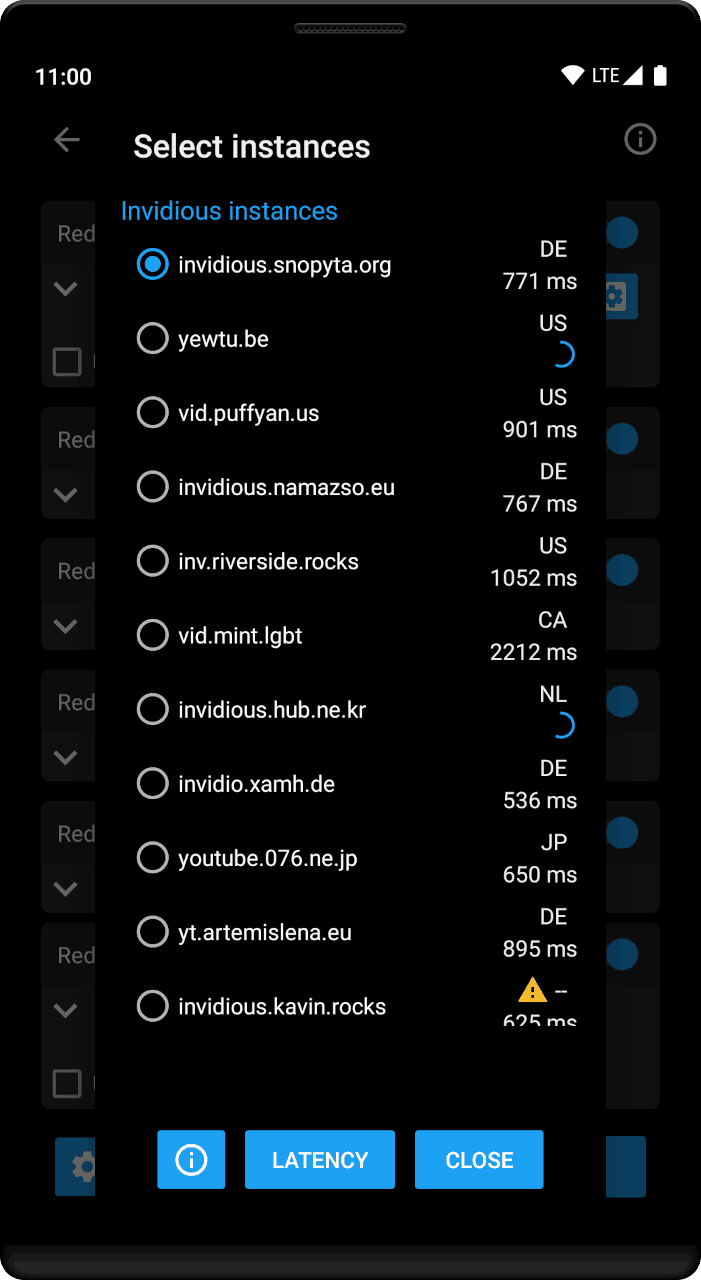 11:00
LTE
Select instances
Invidious instances
Red
invidious.snopyta.org
DE
771 ms
yewtu.be
US
vid.puffyan.us
US
901 ms
Red
invidious.namazso.eu
DE
767 ms
inv.riverside.rocks
US
1052 ms
Red
vid.mint.lgbt
CA
2212 ms
invidious.hub.ne.kr
NL
Red
invidio.xamh.de
DE
536 ms
youtube.076.ne.jp
JP
650 ms
Red
yt.artemislena.eu
DE
895 ms
Red
invidious.kavin.rocks
--
625 ms
LATENCY
CLOSE